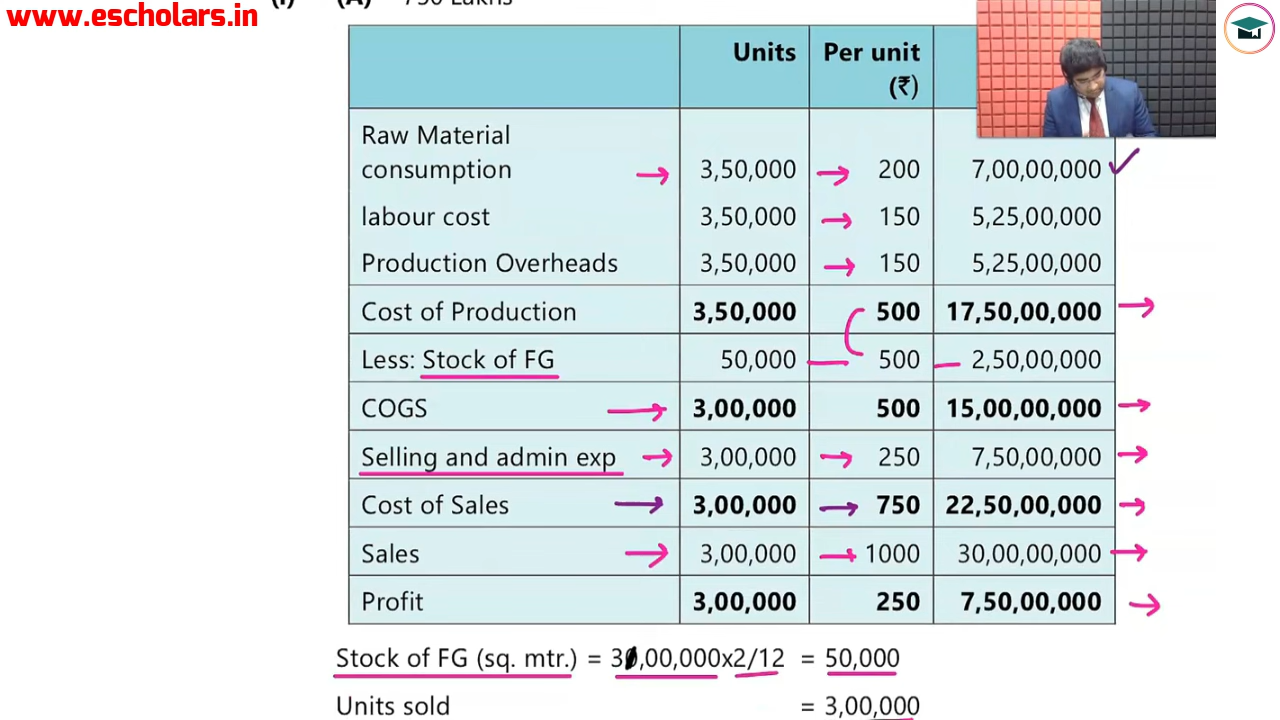 www.escholars.in
(I) (A) 750 Lakhs
Units Per unit (₹)
Raw Material
consumption 3,50,000 200 7,00,00,000
labour cost 3,50,000 150 5,25,00,000
Production Overheads 3,50,000 150 5,25,00,000
Cost of Production 3,50,000 500 17,50,00,000
Less: Stock of FG 50,000 500 2,50,00,000
COGS 3,00,000 500 15,00,00,000
Selling and admin exp 3,00,000 250 7,50,00,000
Cost of Sales 3,00,000 750 22,50,00,000
Sales 3,00,000 1000 30,00,00,000
Profit 3,00,000 250 7,50,00,000
Stock of FG (sq. mtr.) = ,00,000x2/12 = 50,000
Units sold = 3,00,000